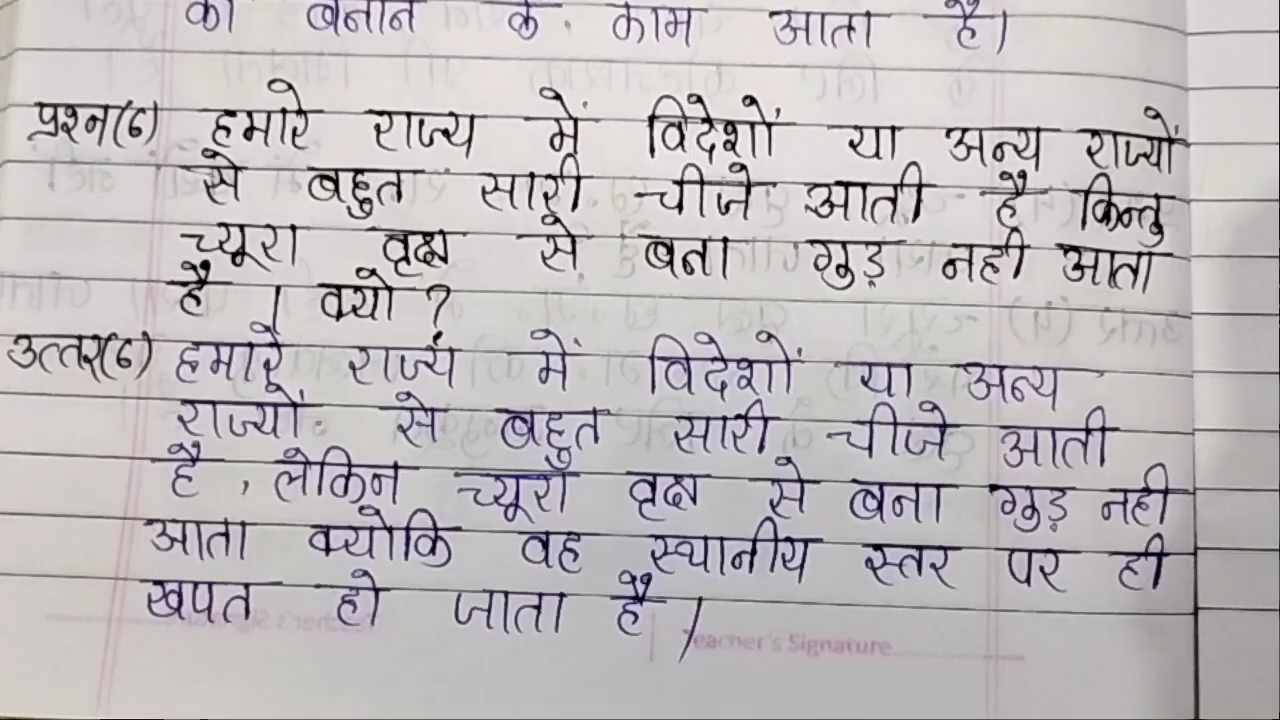 को बनाने के काम आता है।
प्रश्न(6) हमारे राज्य में विदेशों या अन्य राज्यों
से बहुत सारी चीजे आती है किन्तु
च्यूरा वृक्ष से बना गुड़ नही आता
है । क्यो ?
उत्तर(6) हमारे राज्य में विदेशों या अन्य
राज्यों से बहुत सारी चीजे आती
है , लेकिन च्यूरा वृक्ष से बना गुड़ नही
आता क्योकि वह स्थानीय स्तर पर ही
खपत हो जाता है।
Teacher's Signature